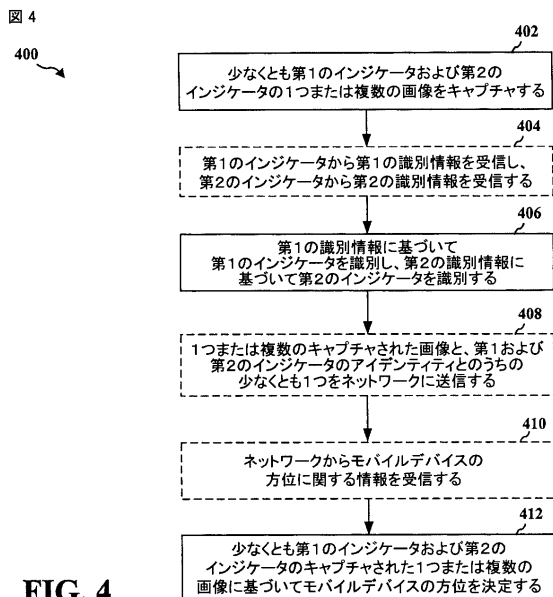 図４
400
402
少なくとも第1のインジケータおよび第2の
インジケータの1つまたは複数の画像をキャプチャする
404
第1のインジケータから第1の識別情報を受信し、
第2のインジケータから第2の識別情報を受信する
406
第1の識別情報に基づいて
第1のインジケータを識別し、第2の識別情報に
基づいて第2のインジケータを識別する
408
1つまたは複数のキャプチャされた画像と、第1および
第2のインジケータのアイデンティティとのうちの
少なくとも1つをネットワークに送信する
410
ネットワークからモバイルデバイスの
方位に関する情報を受信する
412
少なくとも第1のインジケータおよび第2の
インジケータのキャプチャされた1つまたは複数の
画像に基づいてモバイルデバイスの方位を決定する
FIG. 4